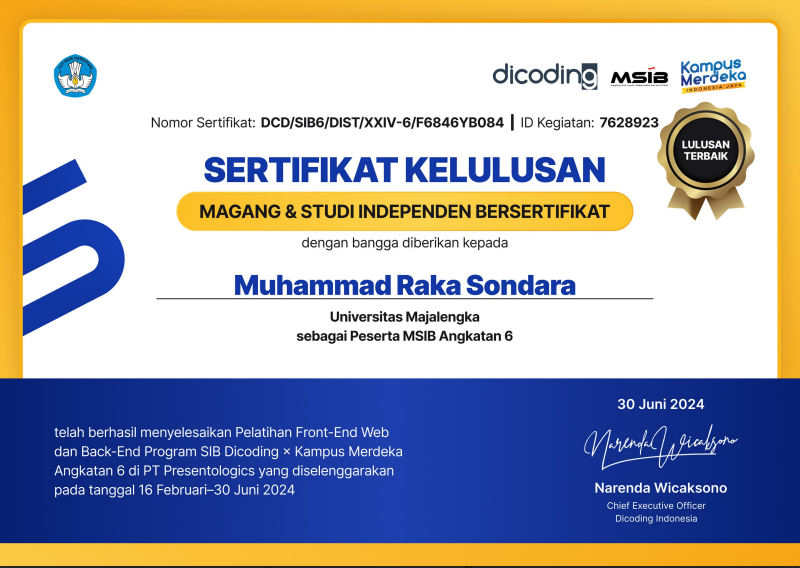 dicoding
MSIB
Kampus
Merdeka
INDONESIA JAYA
Nomor Sertifikat: DCD/SIB6/DIST/XXIV-6/F6846YB084 | ID Kegiatan: 7628923
LULUSAN
TERBAIK
SERTIFIKAT KELULUSAN
MAGANG & STUDI INDEPENDEN BERSERTIFIKAT
dengan bangga diberikan kepada
Muhammad Raka Sondara
Universitas Majalengka
sebagai Peserta MSIB Angkatan 6
telah berhasil menyelesaikan Pelatihan Front-End Web
dan Back-End Program SIB Dicoding × Kampus Merdeka
Angkatan 6 di PT Presentologics yang diselenggarakan
pada tanggal 16 Februari–30 Juni 2024
30 Juni 2024
Narenda Wicaksono
Narenda Wicaksono
Chief Executive Officer
Dicoding Indonesia